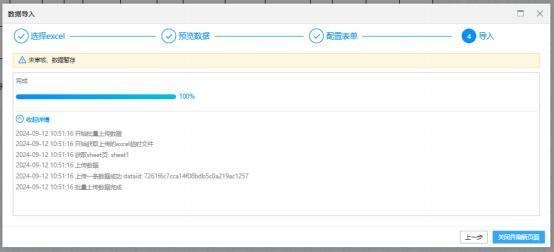 数据导入
选择excel
预览数据
配置表单
4 导入
未审核、数据暂存
完成
100%
收起详情
2024-09-12 10:51:16 开始批量上传数据
2024-09-12 10:51:16 开始获取上传的excel临时文件
2024-09-12 10:51:16 获取sheet页: sheet1
2024-09-12 10:51:16 上传数据
2024-09-12 10:51:16 上传一条数据成功 dataid: 7261f6c7cca14f08bdb5c0a219ac1257
2024-09-12 10:51:16 批量上传数据完成
上一步
关闭并刷新页面